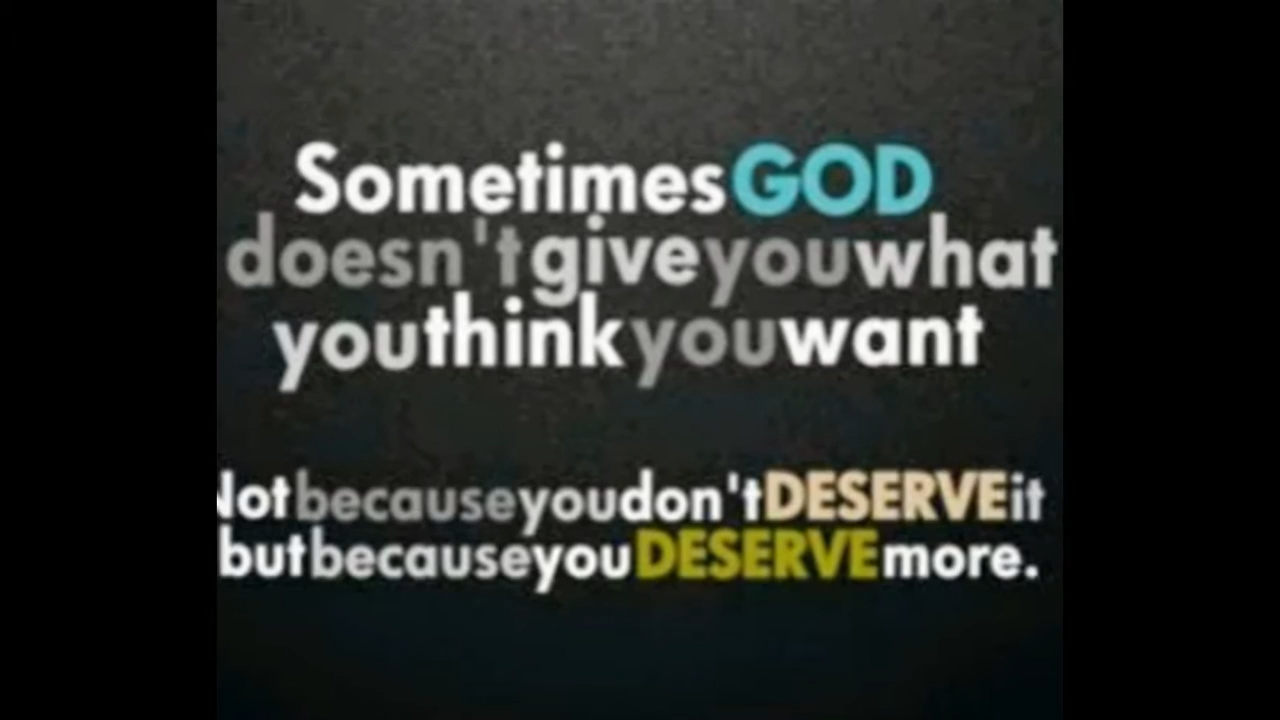 Sometimes GOD
doesn't give you what
you think you want
Not because you don't DESERVE it
but because you DESERVE more.